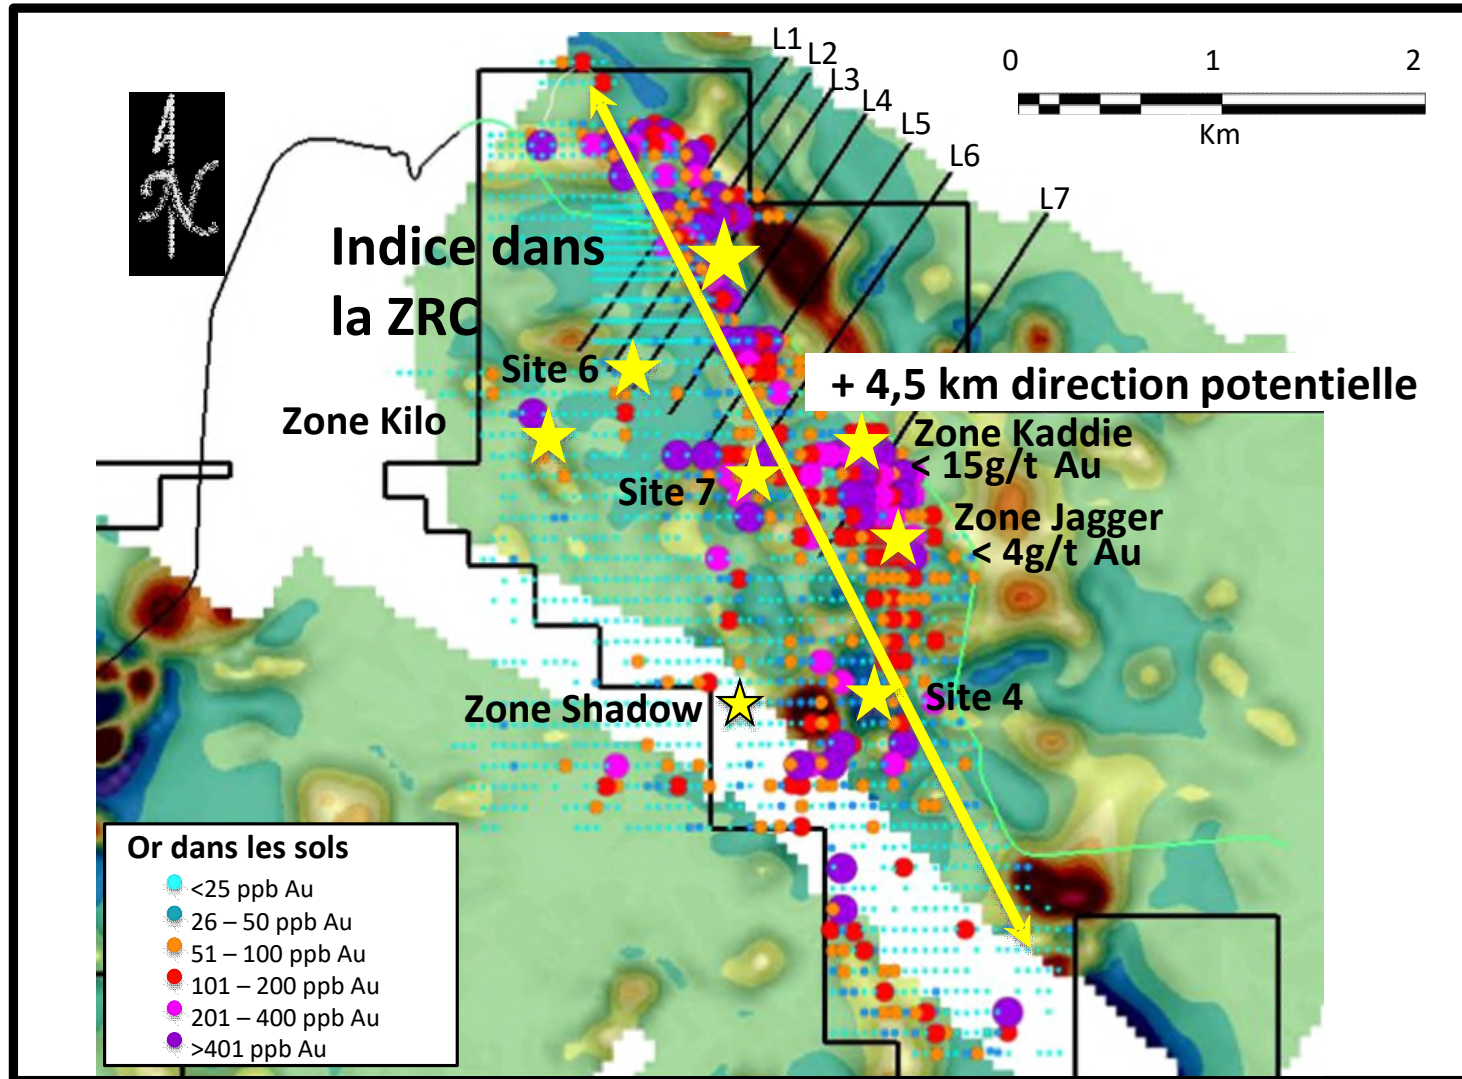 L1
L2
L3
L4
L5
L6
L7
0 1 2
Km
N
Indice dans
la ZRC
Site 6
Zone Kilo
+ 4,5 km direction potentielle
Zone Kaddie
< 15g/t Au
Site 7
Zone Jagger
< 4g/t Au
Zone Shadow
Site 4
Or dans les sols
<25 ppb Au
26 – 50 ppb Au
51 – 100 ppb Au
101 – 200 ppb Au
201 – 400 ppb Au
>401 ppb Au